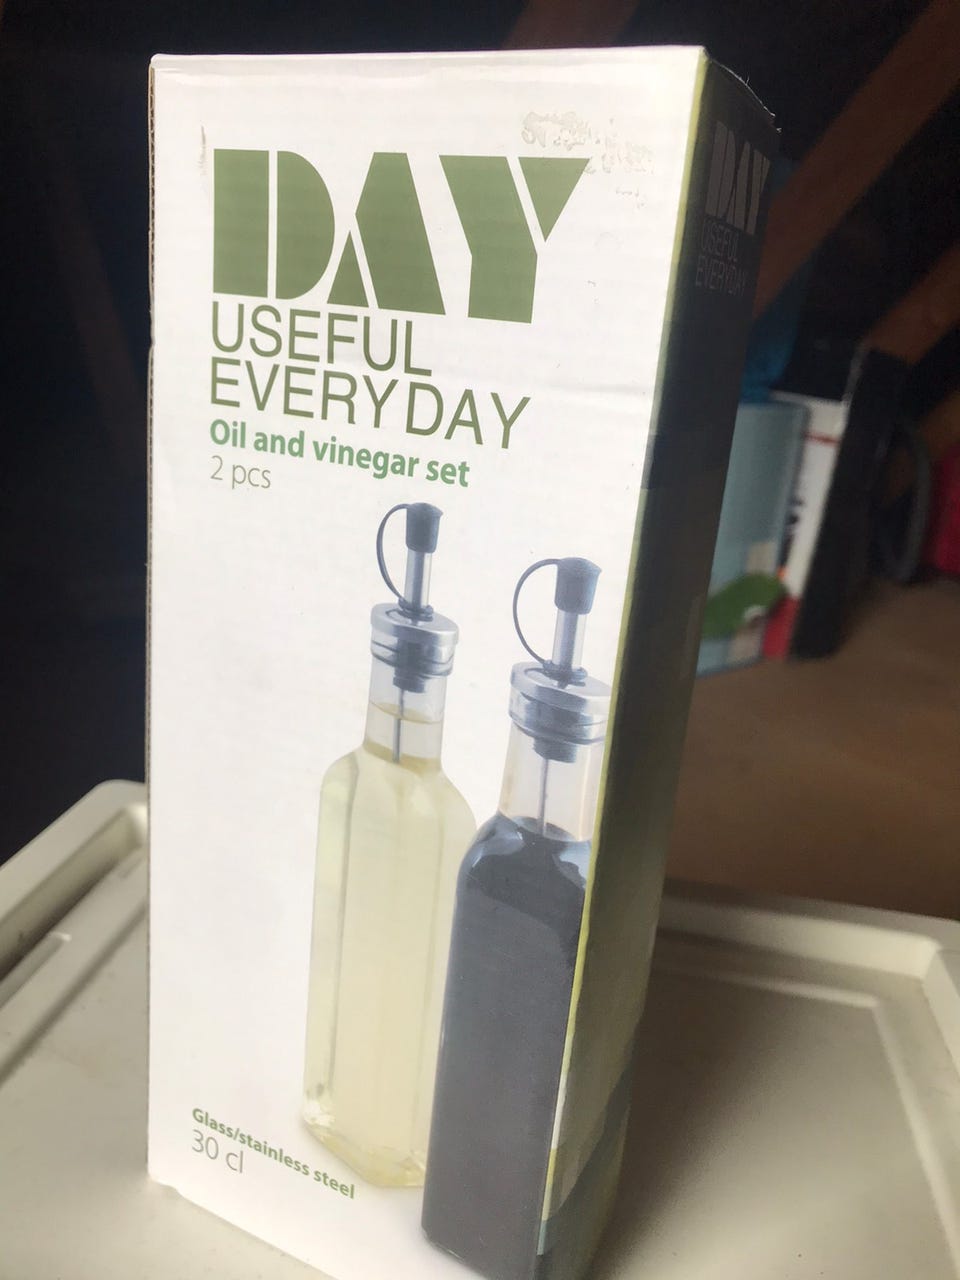 DAY
USEFUL
EVERYDAY
Oil and vinegar set
2 pcs
Glass/stainless steel
30 cl
DAY
USEFUL
EVERYDAY